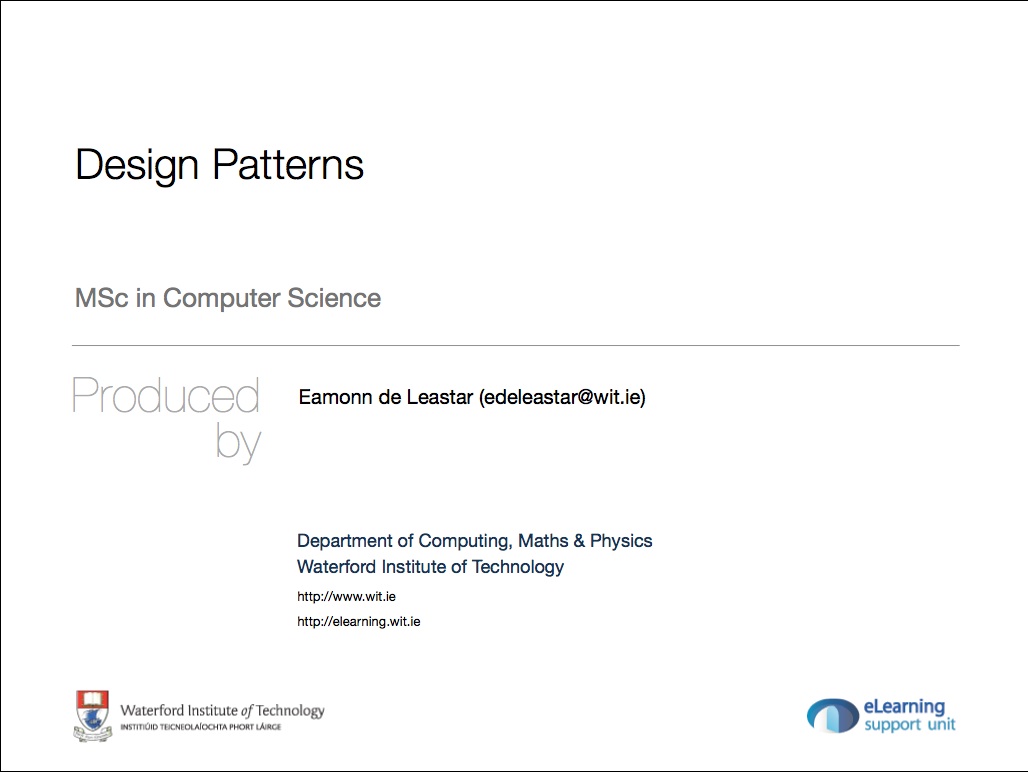 Design Patterns
MSc in Computer Science
Produced
by
Eamonn de Leastar (edeleastar@wit.ie)
Department of Computing, Maths & Physics
Waterford Institute of Technology
http://www.wit.ie
http://elearning.wit.ie
Waterford Institute of Technology
INSTITIÚID TEICNEOLAÍOCHTA PHORT LÁIRGE
eLearning
support unit